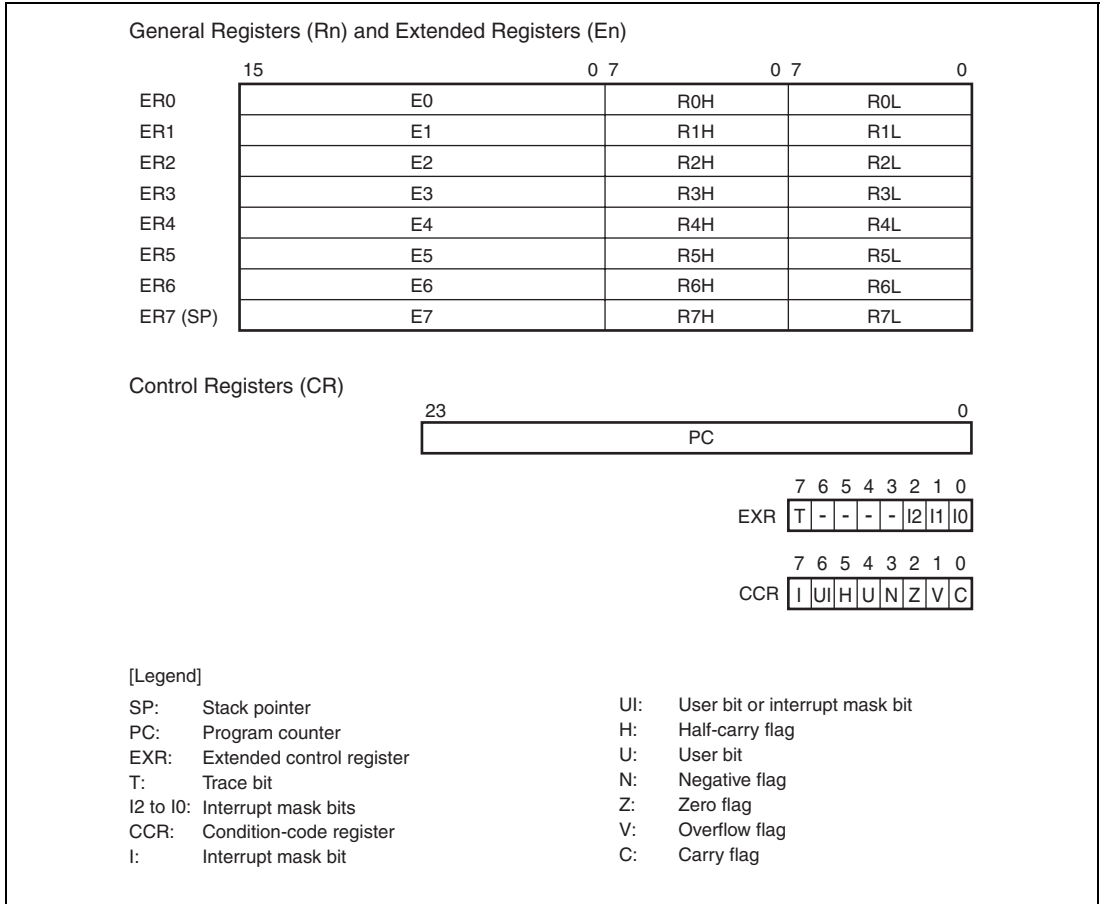 General Registers (Rn) and Extended Registers (En)
15 0 7 0 7 0
ER0 E0 R0H R0L
ER1 E1 R1H R1L
ER2 E2 R2H R2L
ER3 E3 R3H R3L
ER4 E4 R4H R4L
ER5 E5 R5H R5L
ER6 E6 R6H R6L
ER7 (SP) E7 R7H R7L
Control Registers (CR)
23 0
PC
7 6 5 4 3 2 1 0
EXR T - - - - I2 I1 I0
7 6 5 4 3 2 1 0
CCR I UI H U N Z V C
[Legend]
SP: Stack pointer
PC: Program counter
EXR: Extended control register
T: Trace bit
I2 to I0: Interrupt mask bits
CCR: Condition-code register
I: Interrupt mask bit
UI: User bit or interrupt mask bit
H: Half-carry flag
U: User bit
N: Negative flag
Z: Zero flag
V: Overflow flag
C: Carry flag